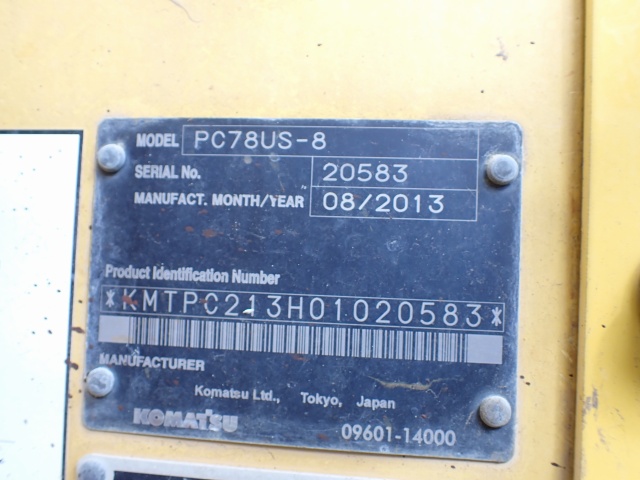 MODEL PC78US-8
SERIAL No. 20583
MANUFACT. MONTH/YEAR 08/2013
Product Identification Number
*KMTPC213H01020583*
MANUFACTURER
Komatsu Ltd., Tokyo, Japan
KOMATSU
09601-14000